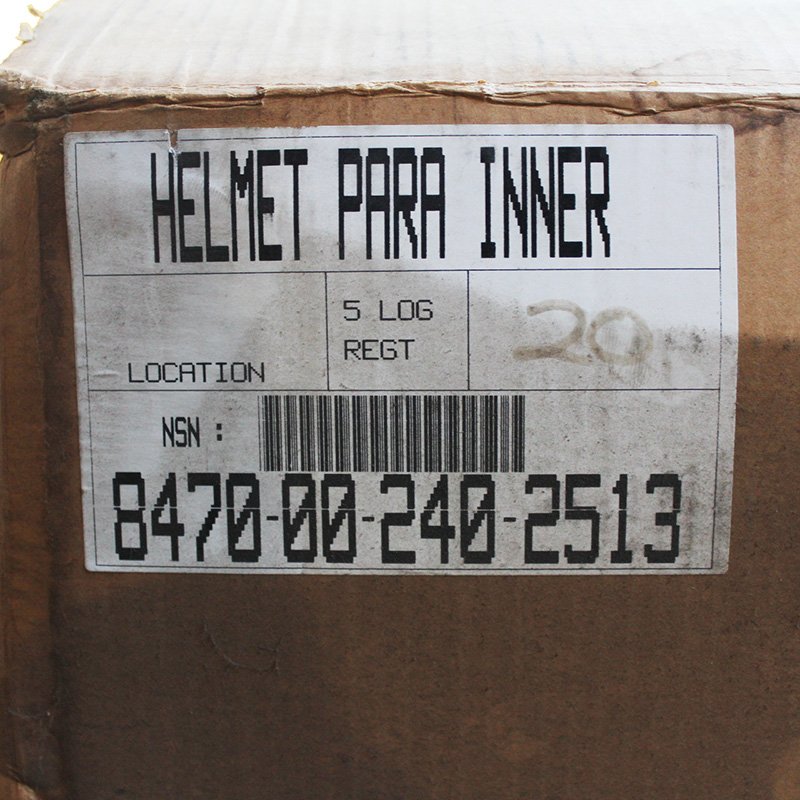 HELMET PARA INNER
5 LOG
REGT
20
LOCATION
NSN :
8470-00-240-2513